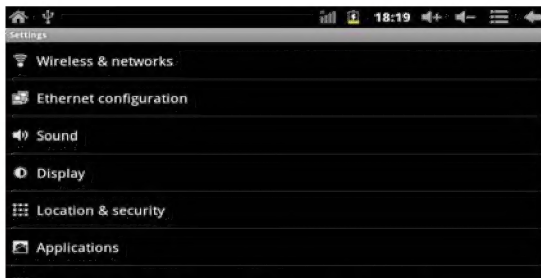 18:19
Settings
Wireless & networks
Ethernet configuration
Sound
Display
Location & security
Applications